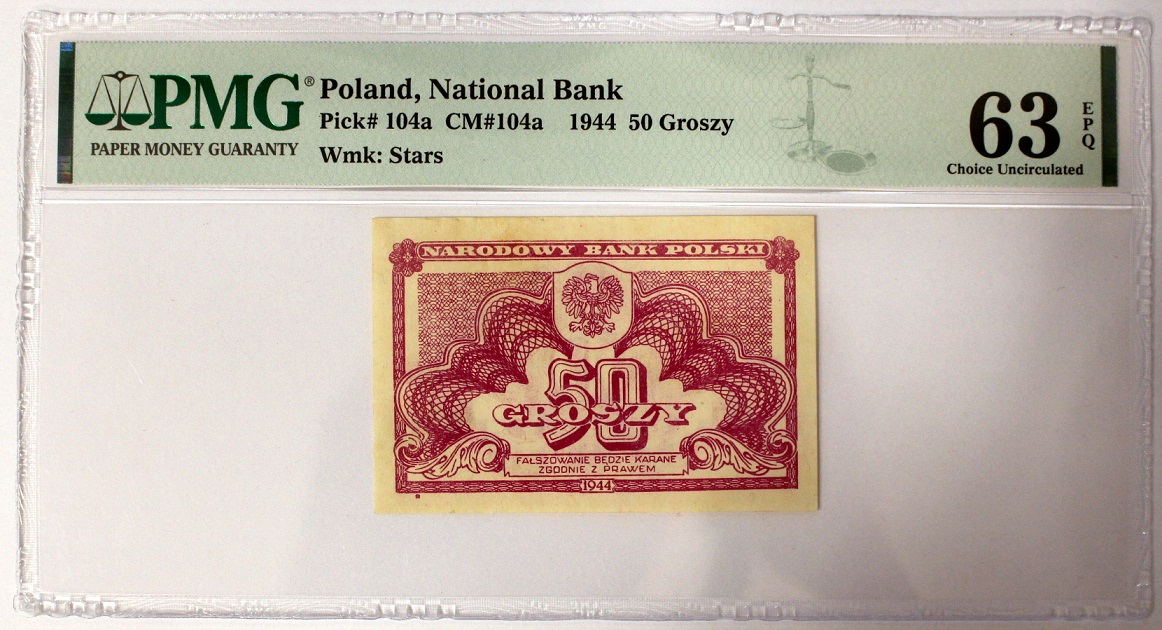 PMG®
PAPER MONEY GUARANTY
Poland, National Bank
Pick# 104a CM#104a 1944 50 Groszy
Wmk: Stars
63
EPQ
Choice Uncirculated
NARODOWY BANK POLSKI
50
GROSZY
FAŁSZOWANIE BĘDZIE KARANE
ZGODNIE Z PRAWEM
1944